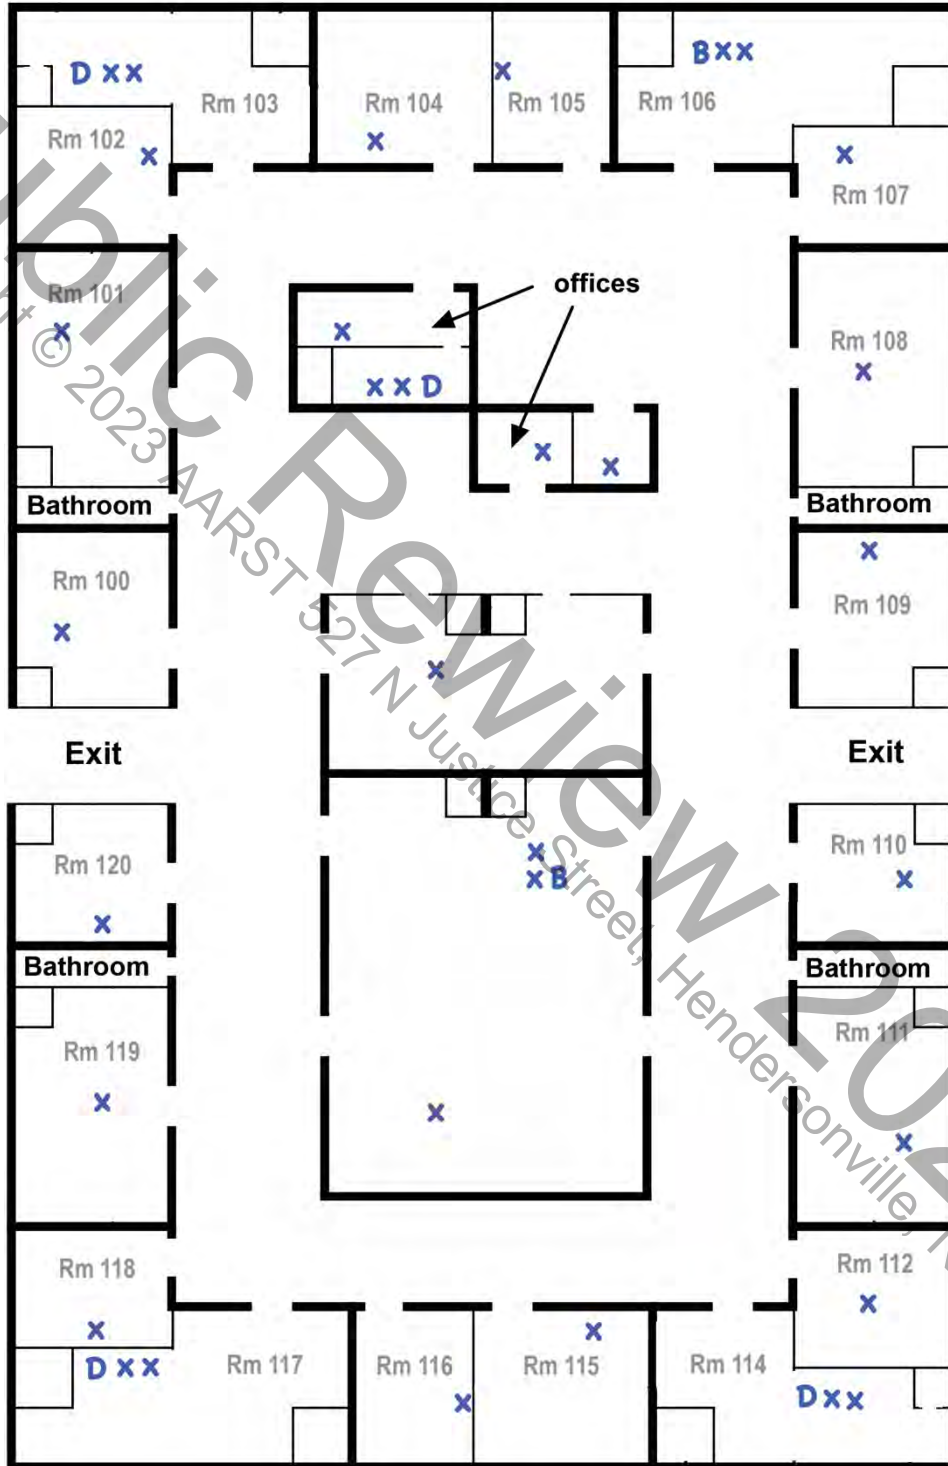 D X X
Rm 103
Rm 104
X
X
Rm 105
B X X
Rm 106
Rm 102
X
X
Rm 107
Rm 101
X
offices
X
X X D
X
X
Rm 108
X
Bathroom
Bathroom
Rm 100
X
X
Rm 109
X
Exit
Exit
Rm 120
X
X
X B
Rm 110
X
Bathroom
Bathroom
Rm 119
X
X
Rm 111
X
Rm 118
X
D X X
Rm 117
Rm 116
X
X
Rm 115
Rm 114
Rm 112
X
D X X
Review 202
© 2023 AARST 527 N Justice Street, Hendersonville,